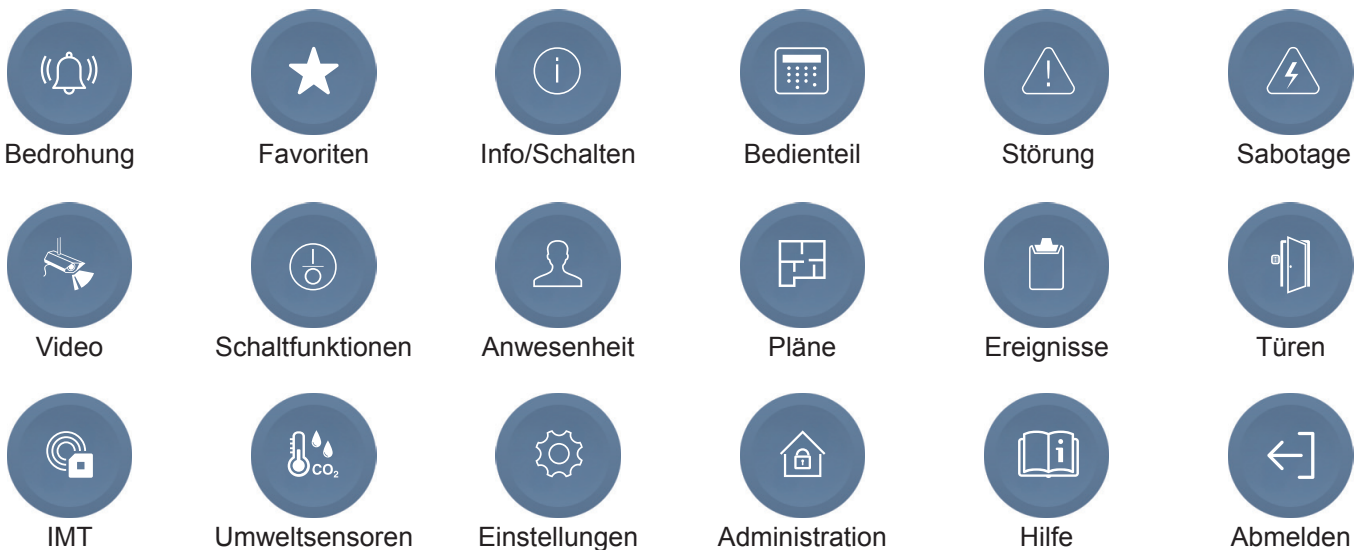 Bedrohung Favoriten Info/Schalten Bedienteil Störung Sabotage
Video Schaltfunktionen Anwesenheit Pläne Ereignisse Türen
CO₂
IMT Umweltsensoren Einstellungen Administration Hilfe Abmelden